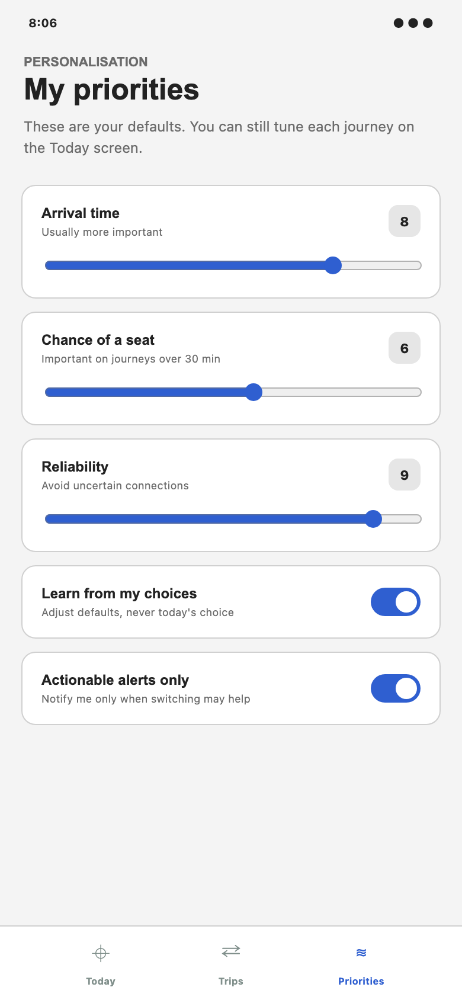 8:06
PERSONALISATION
My priorities
These are your defaults. You can still tune each journey on
the Today screen.
Arrival time
8
Usually more important
Chance of a seat
6
Important on journeys over 30 min
Reliability
9
Avoid uncertain connections
Learn from my choices
Adjust defaults, never today's choice
Actionable alerts only
Notify me only when switching may help
Today
Trips
Priorities